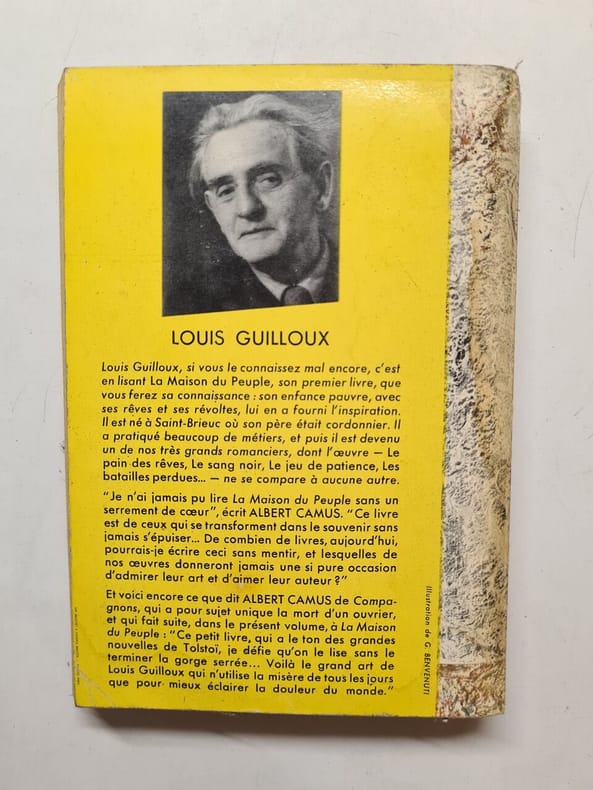 LOUIS GUILLOUX
Louis Guilloux, si vous le connaissez mal encore, c'est
en lisant La Maison du Peuple, son premier livre, que
vous ferez sa connaissance : son enfance pauvre, avec
ses rêves et ses révoltes, lui en a fourni l'inspiration.
Il est né à Saint-Brieuc où son père était cordonnier. Il
a pratiqué beaucoup de métiers, et puis il est devenu
un de nos très grands romanciers, dont l'œuvre — Le
pain des rêves, Le sang noir, Le jeu de patience, Les
batailles perdues... — ne se compare à aucune autre.
"Je n'ai jamais pu lire La Maison du Peuple sans un
serrement de cœur", écrit ALBERT CAMUS. "Ce livre
est de ceux qui se transforment dans le souvenir sans
jamais s'épuiser... De combien de livres, aujourd'hui,
pourrais-je écrire ceci sans mentir, et lesquelles de
nos œuvres donneront jamais une si pure occasion
d'admirer leur art et d'aimer leur auteur ?"
Et voici encore ce que dit ALBERT CAMUS de Compa-
gnons, qui a pour sujet unique la mort d'un ouvrier,
et qui fait suite, dans le présent volume, à La Maison
du Peuple : "Ce petit livre, qui a le ton des grandes
nouvelles de Tolstoï, je défie qu'on le lise sans le
terminer la gorge serrée... Voilà le grand art de
Louis Guilloux qui n'utilise la misère de tous les jours
que pour mieux éclairer la douleur du monde."
Illustration de G. BENVENUTI